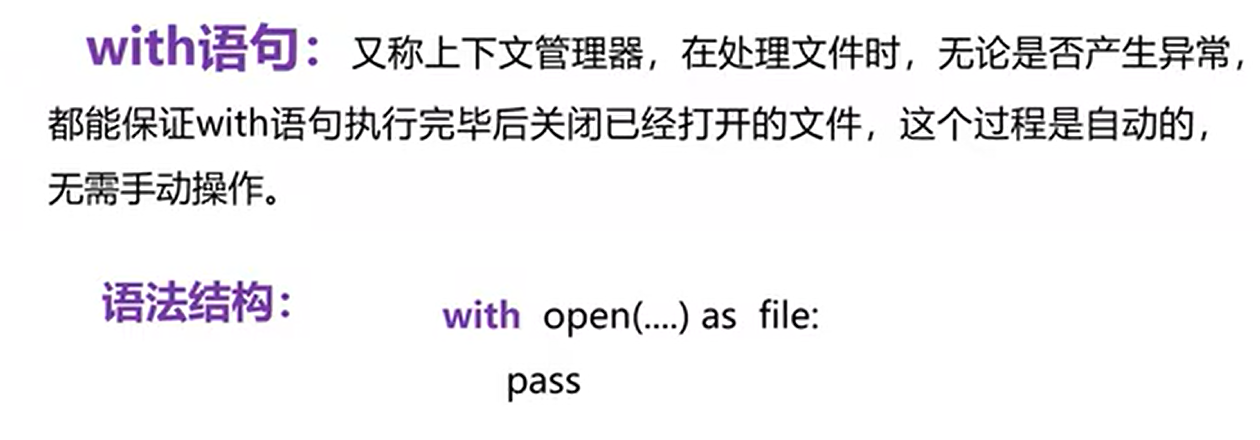 with语句：又称上下文管理器，在处理文件时，无论是否产生异常，
都能保证with语句执行完毕后关闭已经打开的文件，这个过程是自动的，
无需手动操作。
语法结构： with open(....) as file:
pass